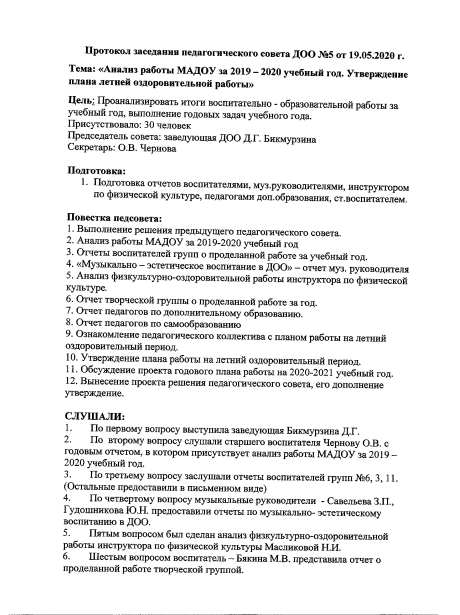 Протокол заседания педагогического совета ДОО №5 от 19.05.2020 г.
Тема: «Анализ работы МАДОУ за 2019 – 2020 учебный год. Утверждение
плана летней оздоровительной работы»
Цель: Проанализировать итоги воспитательно - образовательной работы за
учебный год, выполнение годовых задач учебного года.
Присутствовало: 30 человек
Председатель совета: заведующая ДОО Д.Г. Бикмурзина
Секретарь: О.В. Чернова
Подготовка:
1. Подготовка отчетов воспитателями, муз.руководителями, инструктором
по физической культуре, педагогами доп.образования, ст.воспитателем.
Повестка педсовета:
1. Выполнение решения предыдущего педагогического совета.
2. Анализ работы МАДОУ за 2019-2020 учебный год
3. Отчеты воспитателей групп о проделанной работе за учебный год.
4. «Музыкально – эстетическое воспитание в ДОО» – отчет муз. руководителя
5. Анализ физкультурно-оздоровительной работы инструктора по физической
культуре.
6. Отчет творческой группы о проделанной работе за год.
7. Отчет педагогов по дополнительному образованию.
8. Отчет педагогов по самообразованию
9. Ознакомление педагогического коллектива с планом работы на летний
оздоровительный период.
10. Утверждение плана работы на летний оздоровительный период.
11. Обсуждение проекта годового плана работы на 2020-2021 учебный год.
12. Вынесение проекта решения педагогического совета, его дополнение
утверждение.
СЛУШАЛИ:
1. По первому вопросу выступила заведующая Бикмурзина Д.Г.
2. По второму вопросу слушали старшего воспитателя Чернову О.В. с
годовым отчетом, в котором присутствует анализ работы МАДОУ за 2019 –
2020 учебный год.
3. По третьему вопросу заслушали отчеты воспитателей групп №6, 3, 11.
(Остальные предоставили в письменном виде)
4. По четвертому вопросу музыкальные руководители - Савельева З.П.,
Гудошникова Ю.Н. предоставили отчеты по музыкально- эстетическому
воспитанию в ДОО.
5. Пятым вопросом был сделан анализ физкультурно-оздоровительной
работы инструктора по физической культуры Масликовой Н.И.
6. Шестым вопросом воспитатель – Бякина М.В. представила отчет о
проделанной работе творческой группой.